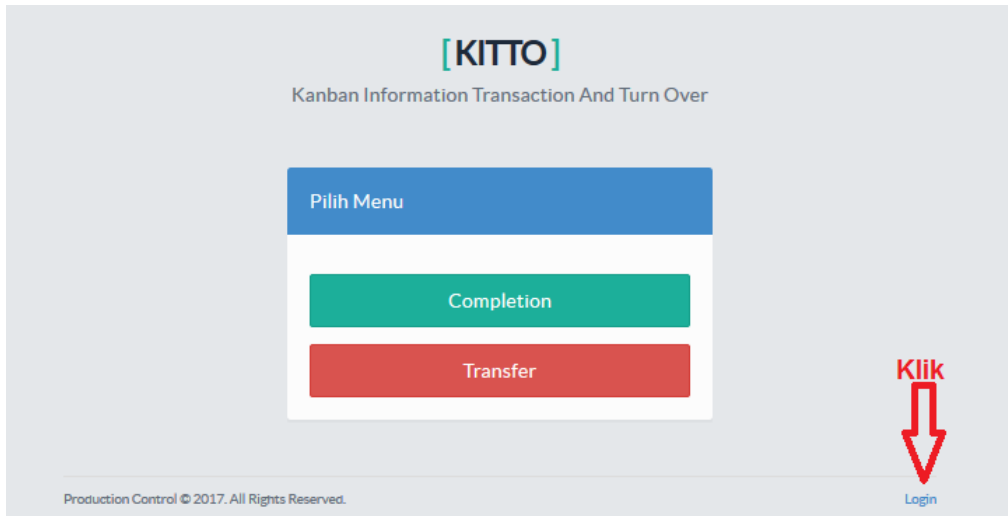 [KITTO]
Kanban Information Transaction And Turn Over
Pilih Menu
Completion
Transfer
Klik
Production Control © 2017. All Rights Reserved.
Login